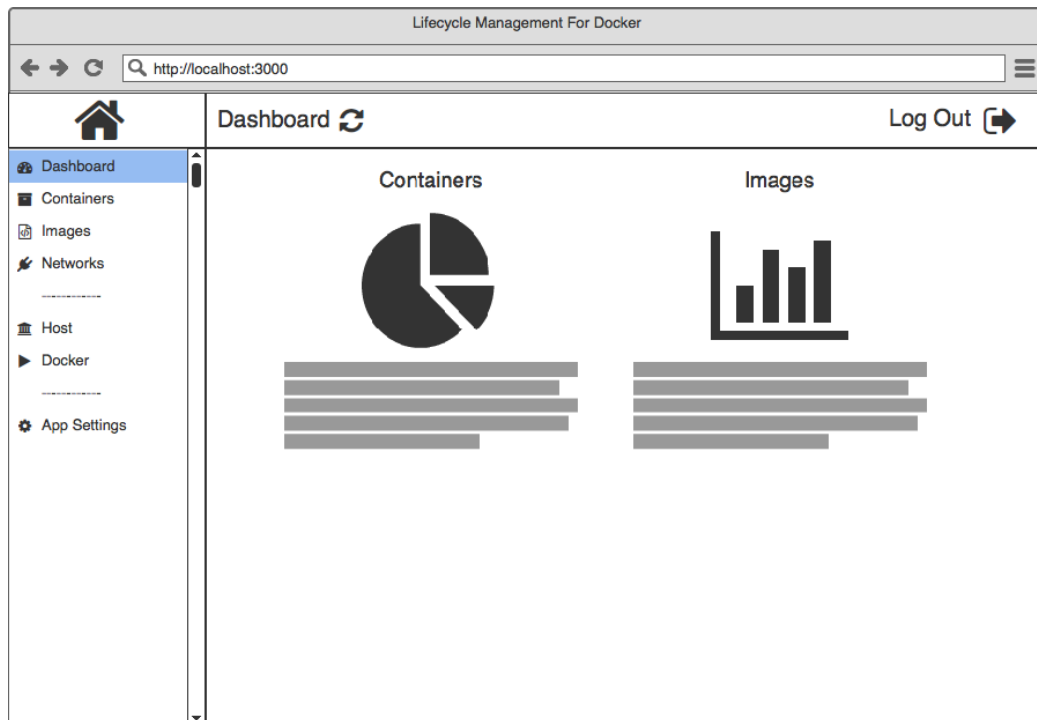 Lifecycle Management For Docker
http://localhost:3000
Dashboard
Log Out
Dashboard
Containers
Images
Networks
-----------
Host
Docker
-----------
App Settings
Containers
Images